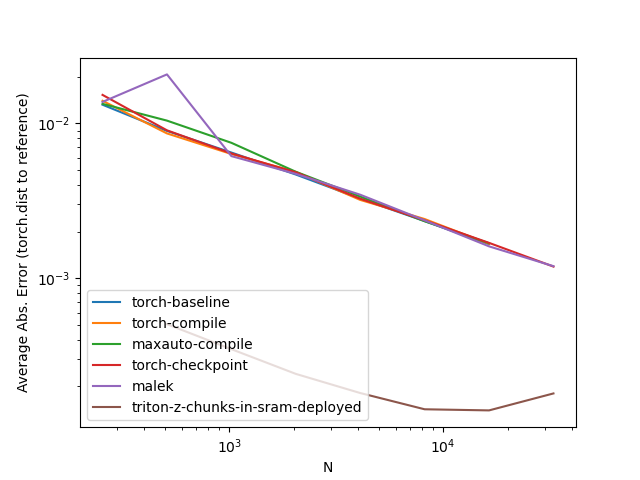 Average Abs. Error (torch.dist to reference)
10⁻²
10⁻³
torch-baseline
torch-compile
maxauto-compile
torch-checkpoint
malek
triton-z-chunks-in-sram-deployed
10³
10⁴
N